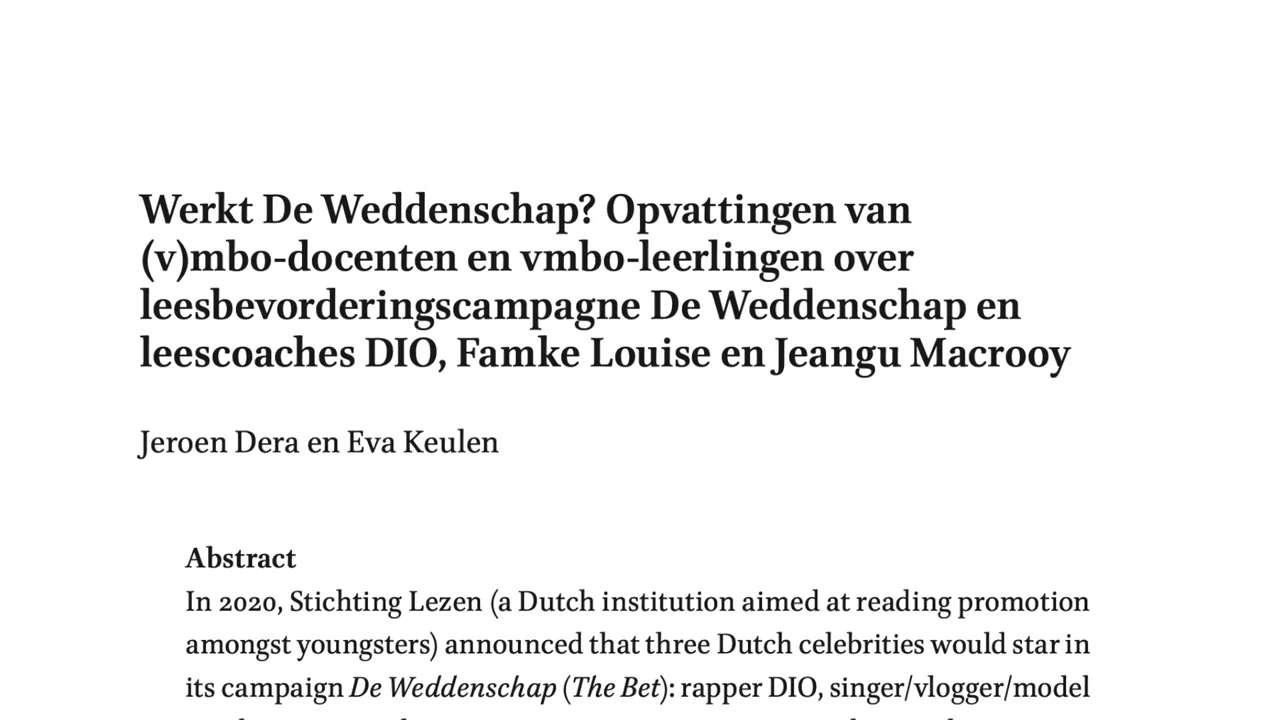 Werkt De Weddenschap? Opvattingen van
(v)mbo-docenten en vmbo-leerlingen over
leesbevorderingscampagne De Weddenschap en
leescoaches DIO, Famke Louise en Jeangu Macrooy
Jeroen Dera en Eva Keulen
Abstract
In 2020, Stichting Lezen (a Dutch institution aimed at reading promotion
amongst youngsters) announced that three Dutch celebrities would star in
its campaign De Weddenschap (The Bet): rapper DIO, singer/vlogger/model